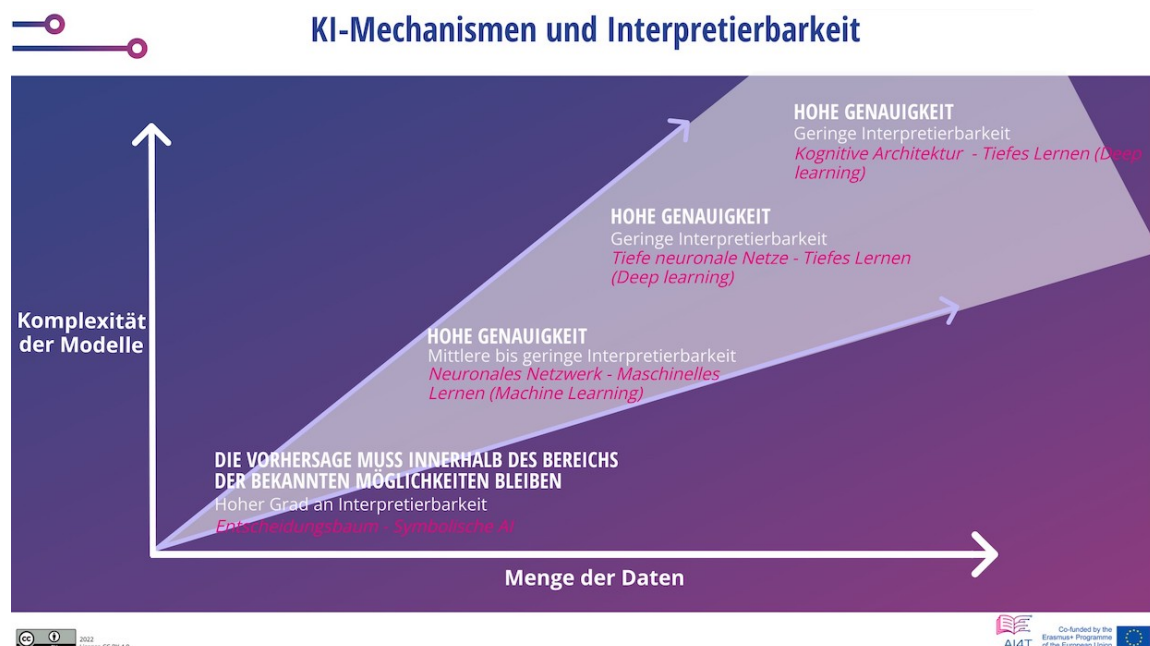 KI-Mechanismen und Interpretierbarkeit
HOHE GENAUIGKEIT
Geringe Interpretierbarkeit
Kognitive Architektur - Tiefes Lernen (Deep
learning)
HOHE GENAUIGKEIT
Geringe Interpretierbarkeit
Tiefe neuronale Netze - Tiefes Lernen
(Deep learning)
Komplexität
der Modelle
HOHE GENAUIGKEIT
Mittlere bis geringe Interpretierbarkeit
Neuronales Netzwerk - Maschinelles
Lernen (Machine Learning)
DIE VORHERSAGE MUSS INNERHALB DES BEREICHS
DER BEKANNTEN MÖGLICHKEITEN BLEIBEN
Hoher Grad an Interpretierbarkeit
Entscheidungsbaum - Symbolische AI
Menge der Daten
cc
2022
AI4T
Co-funded by the
Erasmus+ Programme
of the European Union